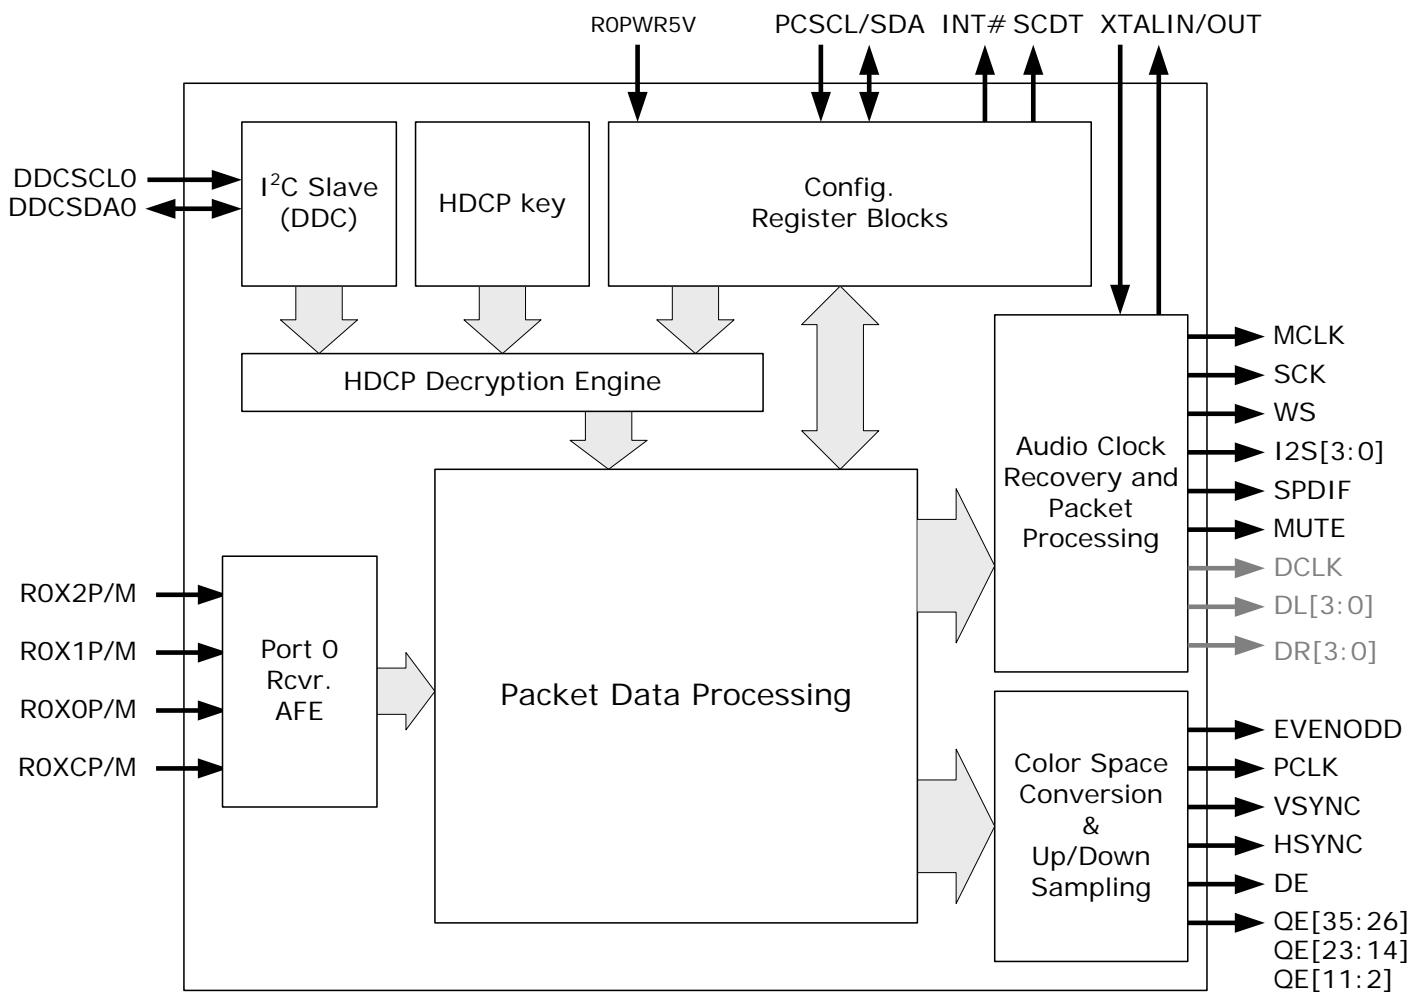 R0PWR5V
PCSCL/SDA
INT# SCDT
XTALIN/OUT
DDCSCL0
DDCSDA0
I²C Slave
(DDC)
HDCP key
Config.
Register Blocks
HDCP Decryption Engine
MCLK
SCK
WS
I2S[3:0]
SPDIF
MUTE
DCLK
DL[3:0]
DR[3:0]
Audio Clock
Recovery and
Packet
Processing
R0X2P/M
R0X1P/M
R0X0P/M
R0XCP/M
Port 0
Rcvr.
AFE
Packet Data Processing
Color Space
Conversion
&
Up/Down
Sampling
EVENODD
PCLK
VSYNC
HSYNC
DE
QE[35:26]
QE[23:14]
QE[11:2]